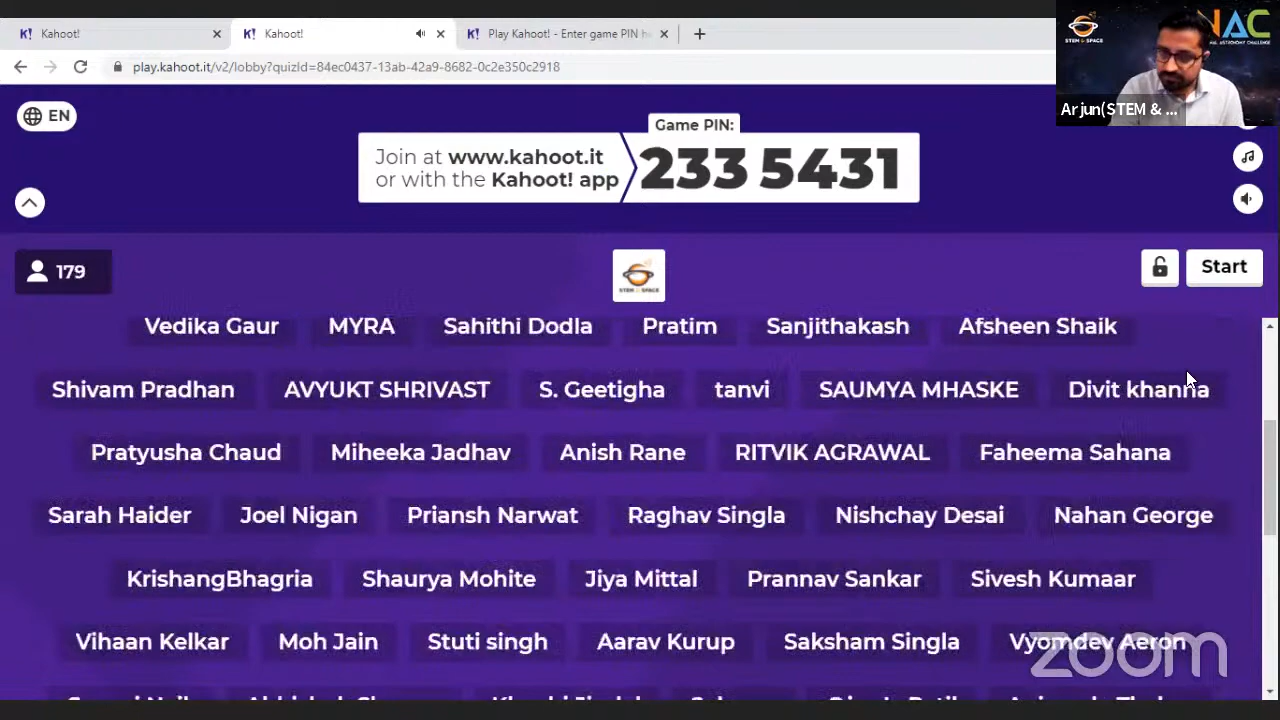 Kahoot!
Kahoot!
Play Kahoot! - Enter game PIN
play.kahoot.it/v2/lobby?quizId=84ec0437-13ab-42a9-8682-0c2e350c2918
STEM & SPACE
NAC
Arjun(STEM & ...
EN
Game PIN:
Join at www.kahoot.it
or with the Kahoot! app
233 5431
179
STEM & SPACE
Start
Vedika Gaur MYRA Sahithi Dodla Pratim Sanjithakash Afsheen Shaik
Shivam Pradhan AVYUKT SHRIVAST S. Geetigha tanvi SAUMYA MHASKE Divit khanna
Pratyusha Chaud Miheeka Jadhav Anish Rane RITVIK AGRAWAL Faheema Sahana
Sarah Haider Joel Nigan Priansh Narwat Raghav Singla Nishchay Desai Nahan George
KrishangBhagria Shaurya Mohite Jiya Mittal Prannav Sankar Sivesh Kumaar
Vihaan Kelkar Moh Jain Stuti singh Aarav Kurup Saksham Singla Vyomdev Aeron
zoom